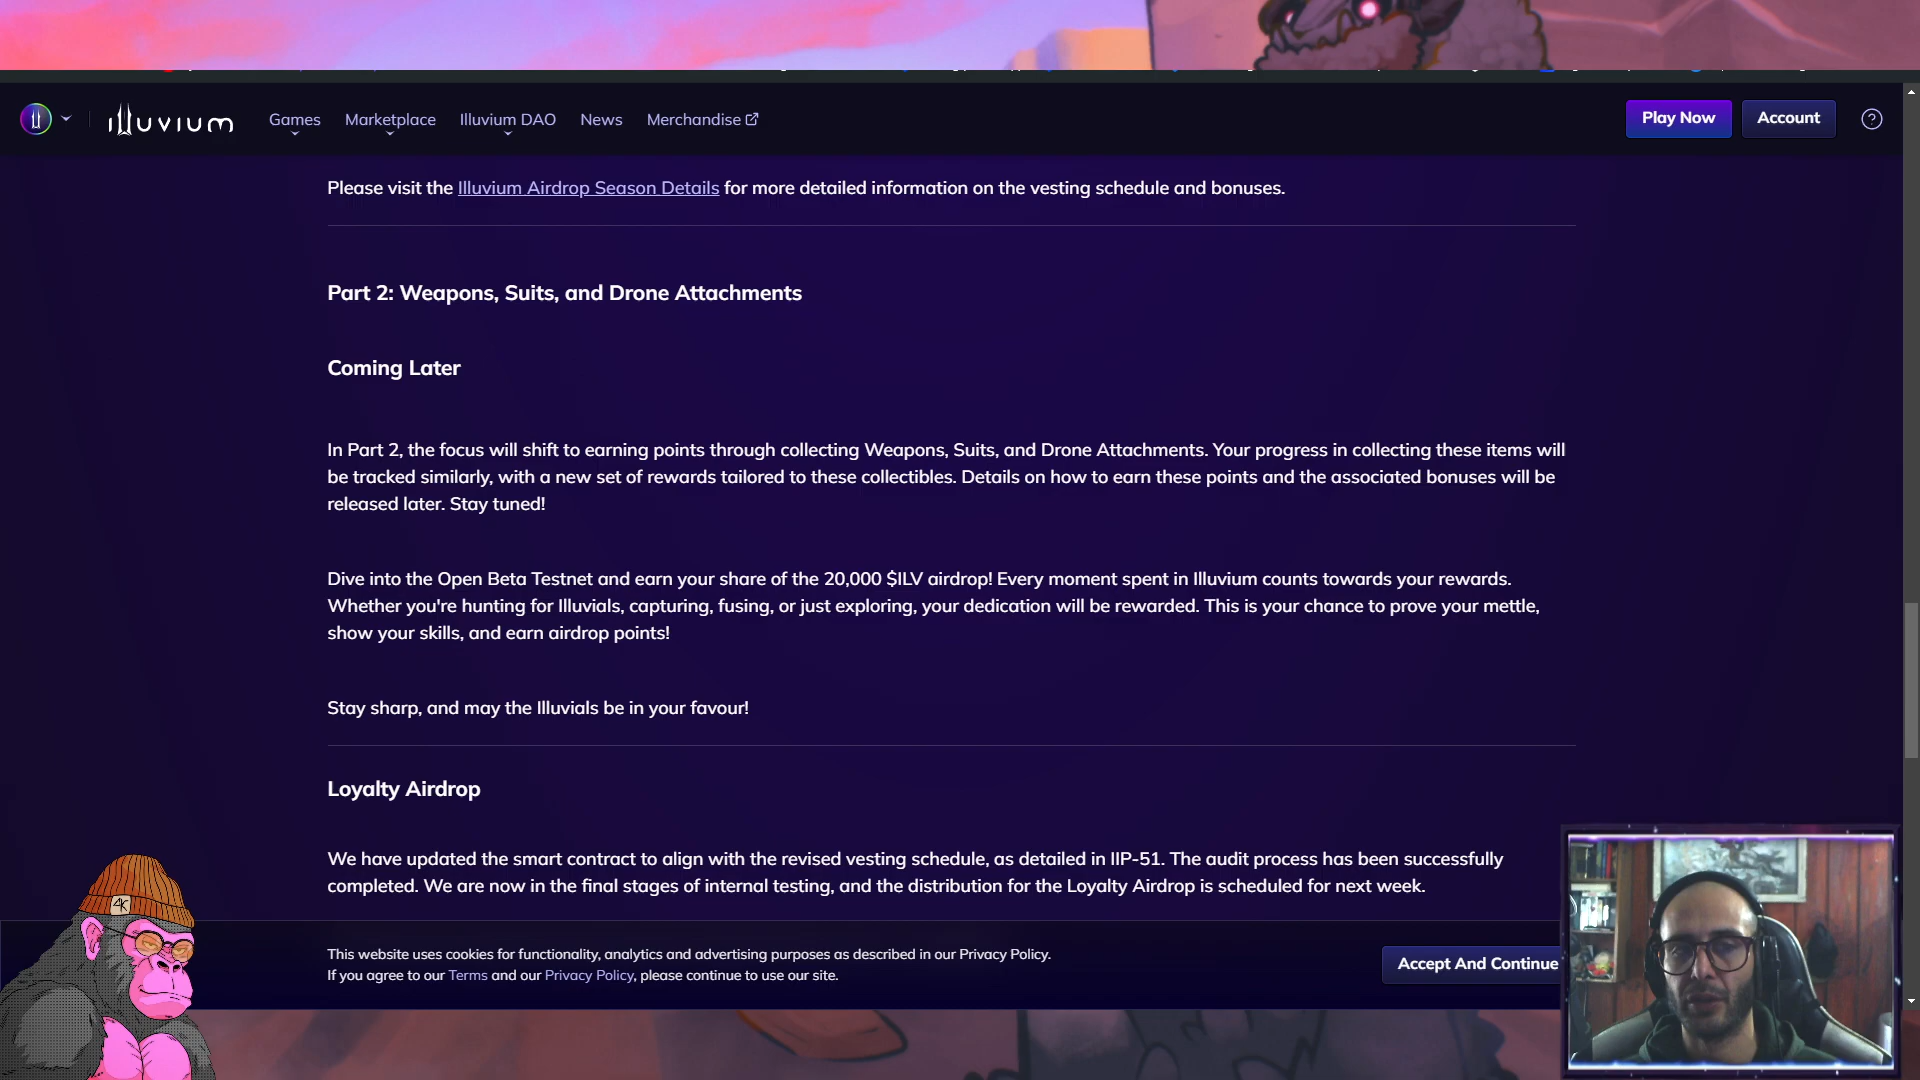 illuvium
Games
Marketplace
Illuvium DAO
News
Merchandise
Play Now
Account
Please visit the Illuvium Airdrop Season Details for more detailed information on the vesting schedule and bonuses.
Part 2: Weapons, Suits, and Drone Attachments
Coming Later
In Part 2, the focus will shift to earning points through collecting Weapons, Suits, and Drone Attachments. Your progress in collecting these items will
be tracked similarly, with a new set of rewards tailored to these collectibles. Details on how to earn these points and the associated bonuses will be
released later. Stay tuned!
Dive into the Open Beta Testnet and earn your share of the 20,000 $ILV airdrop! Every moment spent in Illuvium counts towards your rewards.
Whether you're hunting for Illuvials, capturing, fusing, or just exploring, your dedication will be rewarded. This is your chance to prove your mettle,
show your skills, and earn airdrop points!
Stay sharp, and may the Illuvials be in your favour!
Loyalty Airdrop
We have updated the smart contract to align with the revised vesting schedule, as detailed in IIP-51. The audit process has been successfully
completed. We are now in the final stages of internal testing, and the distribution for the Loyalty Airdrop is scheduled for next week.
This website uses cookies for functionality, analytics and advertising purposes as described in our Privacy Policy.
If you agree to our Terms and our Privacy Policy, please continue to use our site.
Accept And Continue
4K